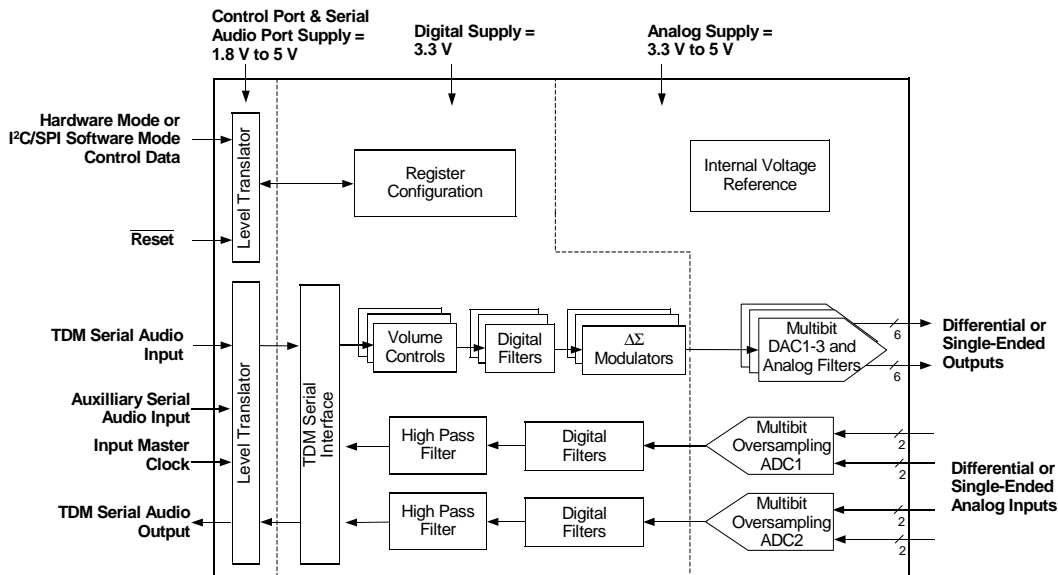 Control Port & Serial
Audio Port Supply =
1.8 V to 5 V
Digital Supply =
3.3 V
Analog Supply =
3.3 V to 5 V
Hardware Mode or
I²C/SPI Software Mode
Control Data
Reset
Level Translator
Register
Configuration
Internal Voltage
Reference
TDM Serial Audio
Input
Auxilliary Serial
Audio Input
Input Master
Clock
TDM Serial Audio
Output
Level Translator
TDM Serial
Interface
Volume
Controls
Digital
Filters
ΔΣ
Modulators
Multibit
DAC1-3 and
Analog Filters
6
6
Differential or
Single-Ended
Outputs
High Pass
Filter
Digital
Filters
Multibit
Oversampling
ADC1
2
2
High Pass
Filter
Digital
Filters
Multibit
Oversampling
ADC2
2
2
Differential or
Single-Ended
Analog Inputs